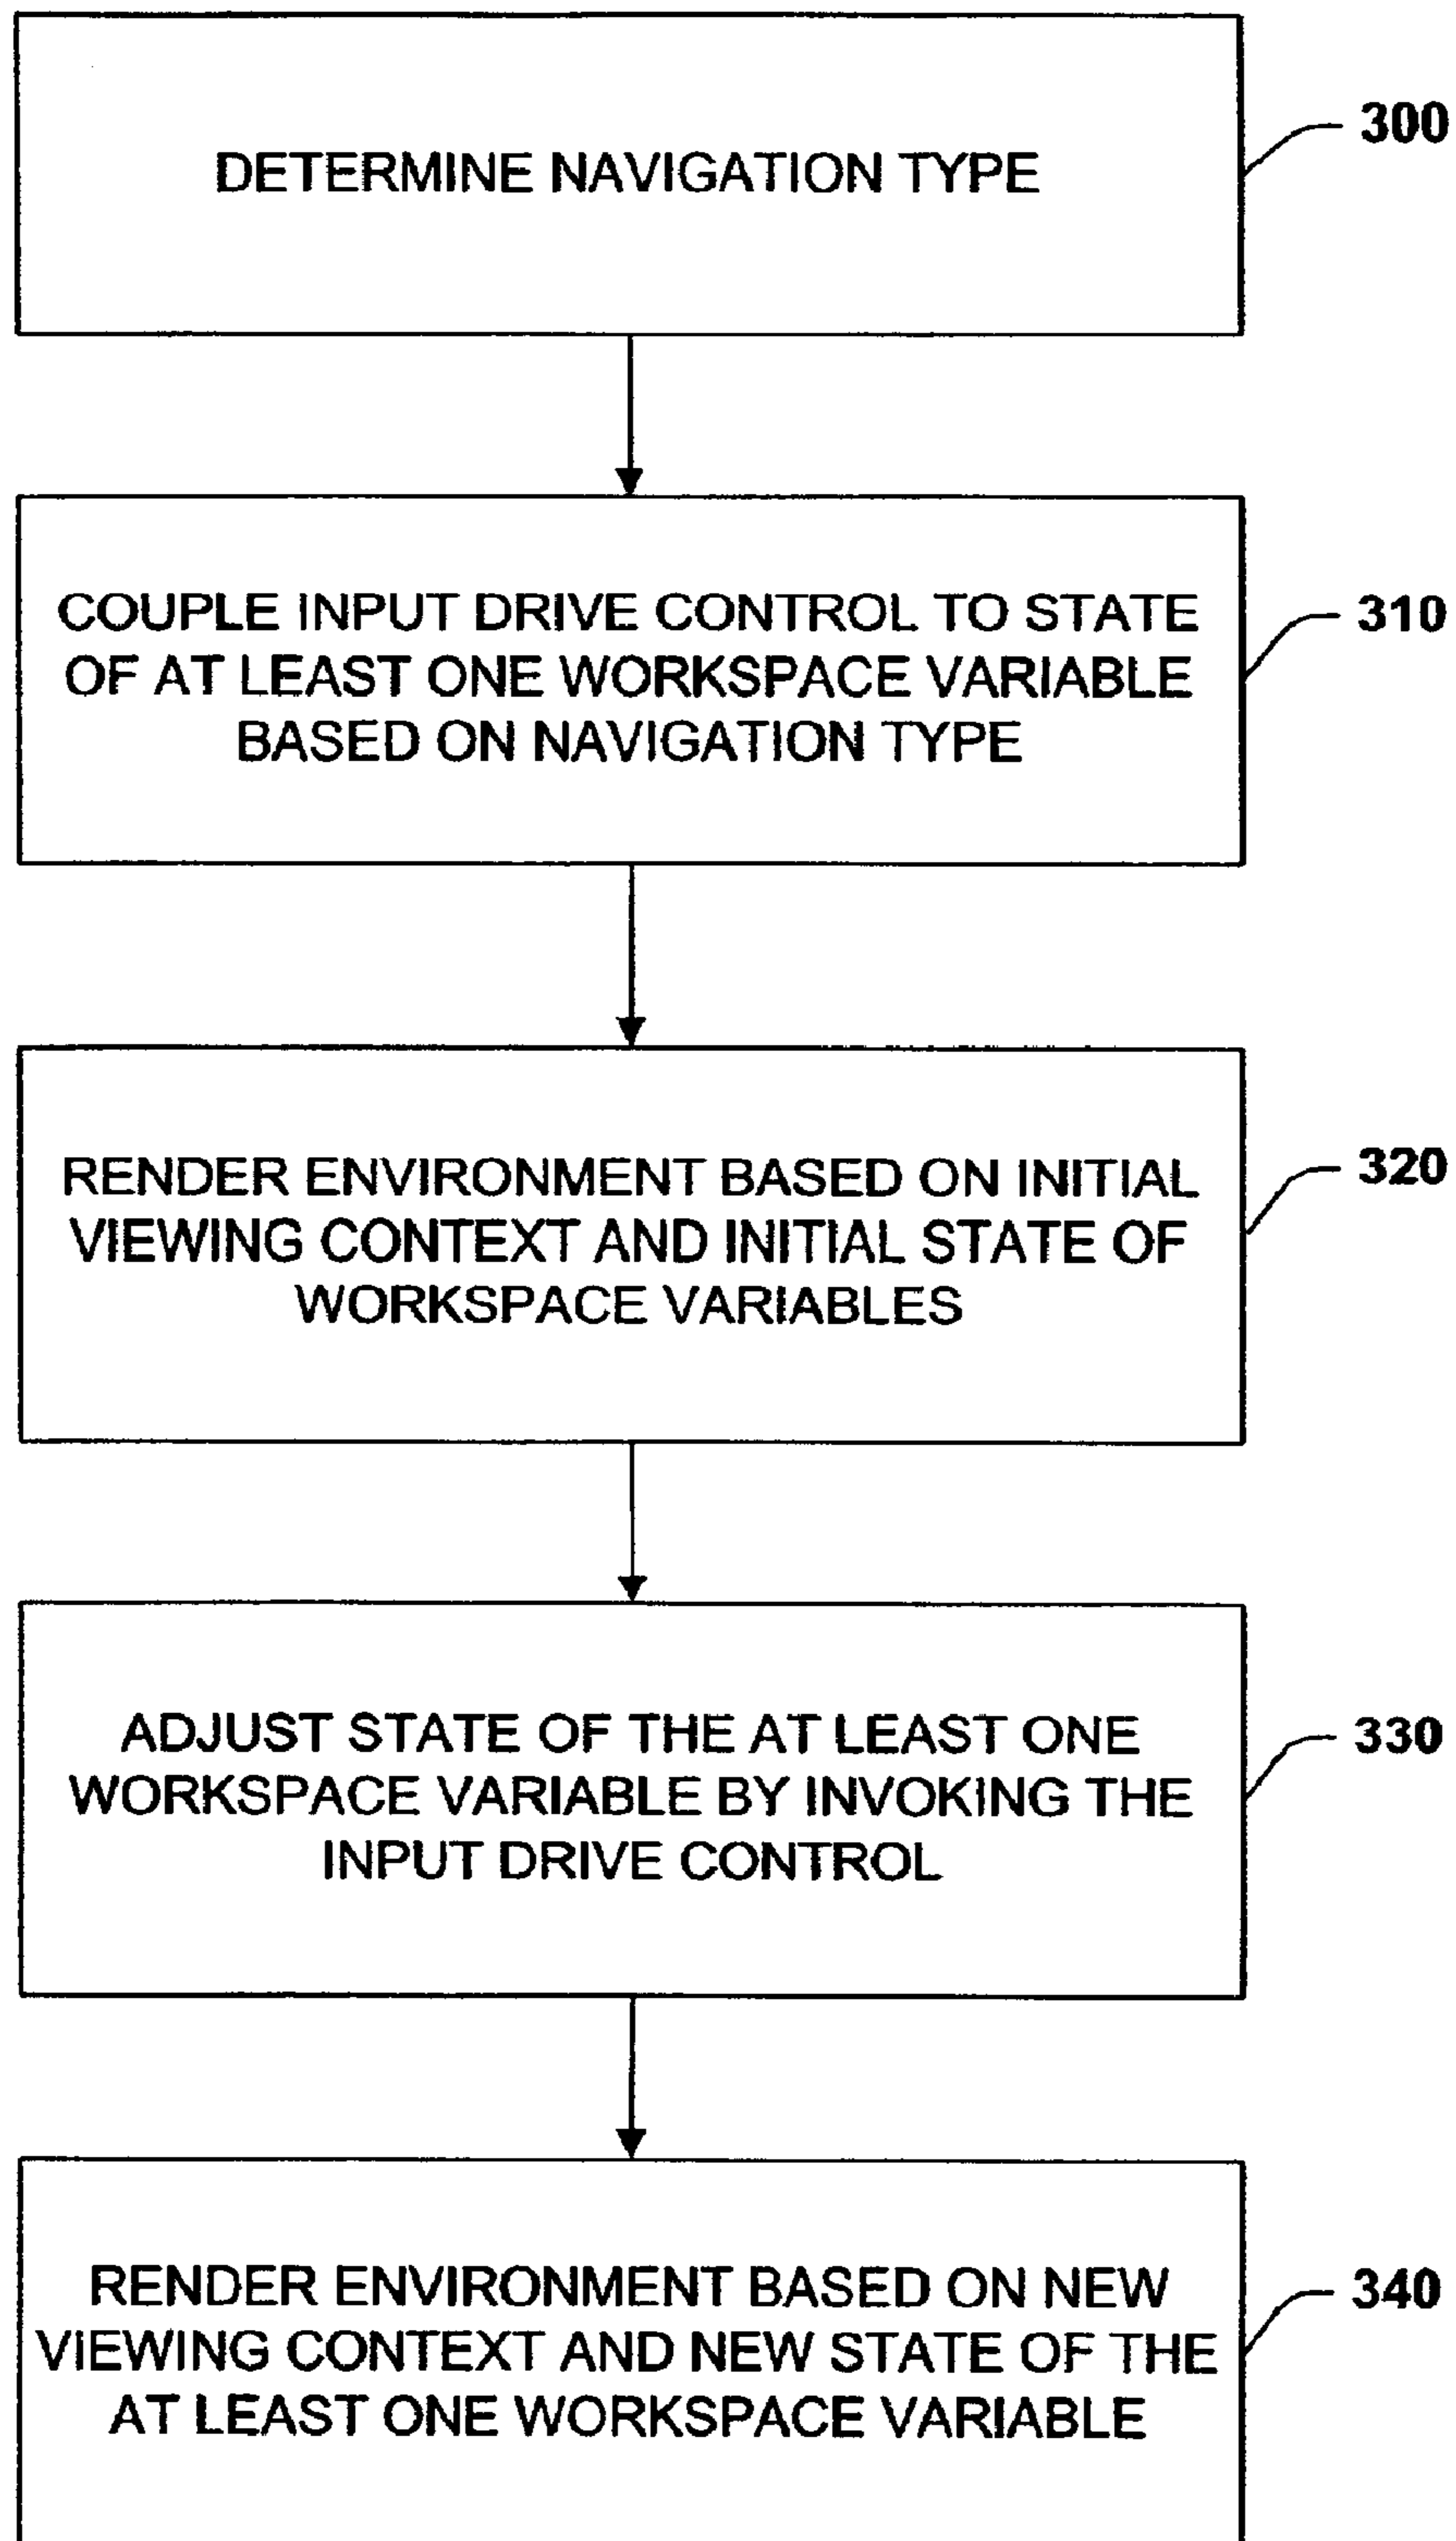 DETERMINE NAVIGATION TYPE
300
COUPLE INPUT DRIVE CONTROL TO STATE
OF AT LEAST ONE WORKSPACE VARIABLE
BASED ON NAVIGATION TYPE
310
RENDER ENVIRONMENT BASED ON INITIAL
VIEWING CONTEXT AND INITIAL STATE OF
WORKSPACE VARIABLES
320
ADJUST STATE OF THE AT LEAST ONE
WORKSPACE VARIABLE BY INVOKING THE
INPUT DRIVE CONTROL
330
RENDER ENVIRONMENT BASED ON NEW
VIEWING CONTEXT AND NEW STATE OF THE
AT LEAST ONE WORKSPACE VARIABLE
340